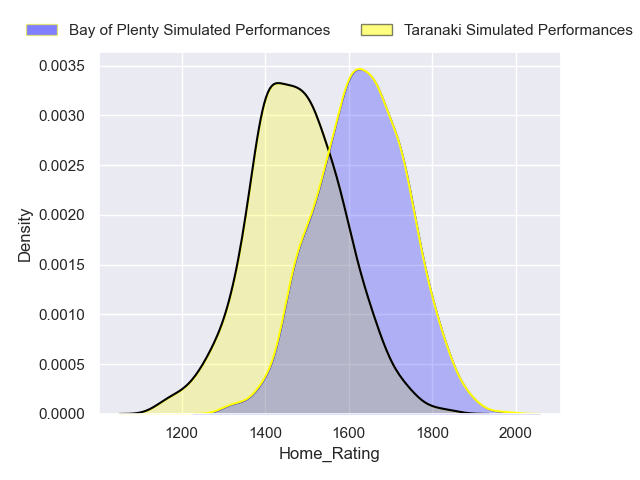 Bay of Plenty Simulated Performances Taranaki Simulated Performances
0.0035
0.0030
0.0025
0.0020
0.0015
0.0010
0.0005
0.0000
Density
1200 1400 1600 1800 2000
Home_Rating